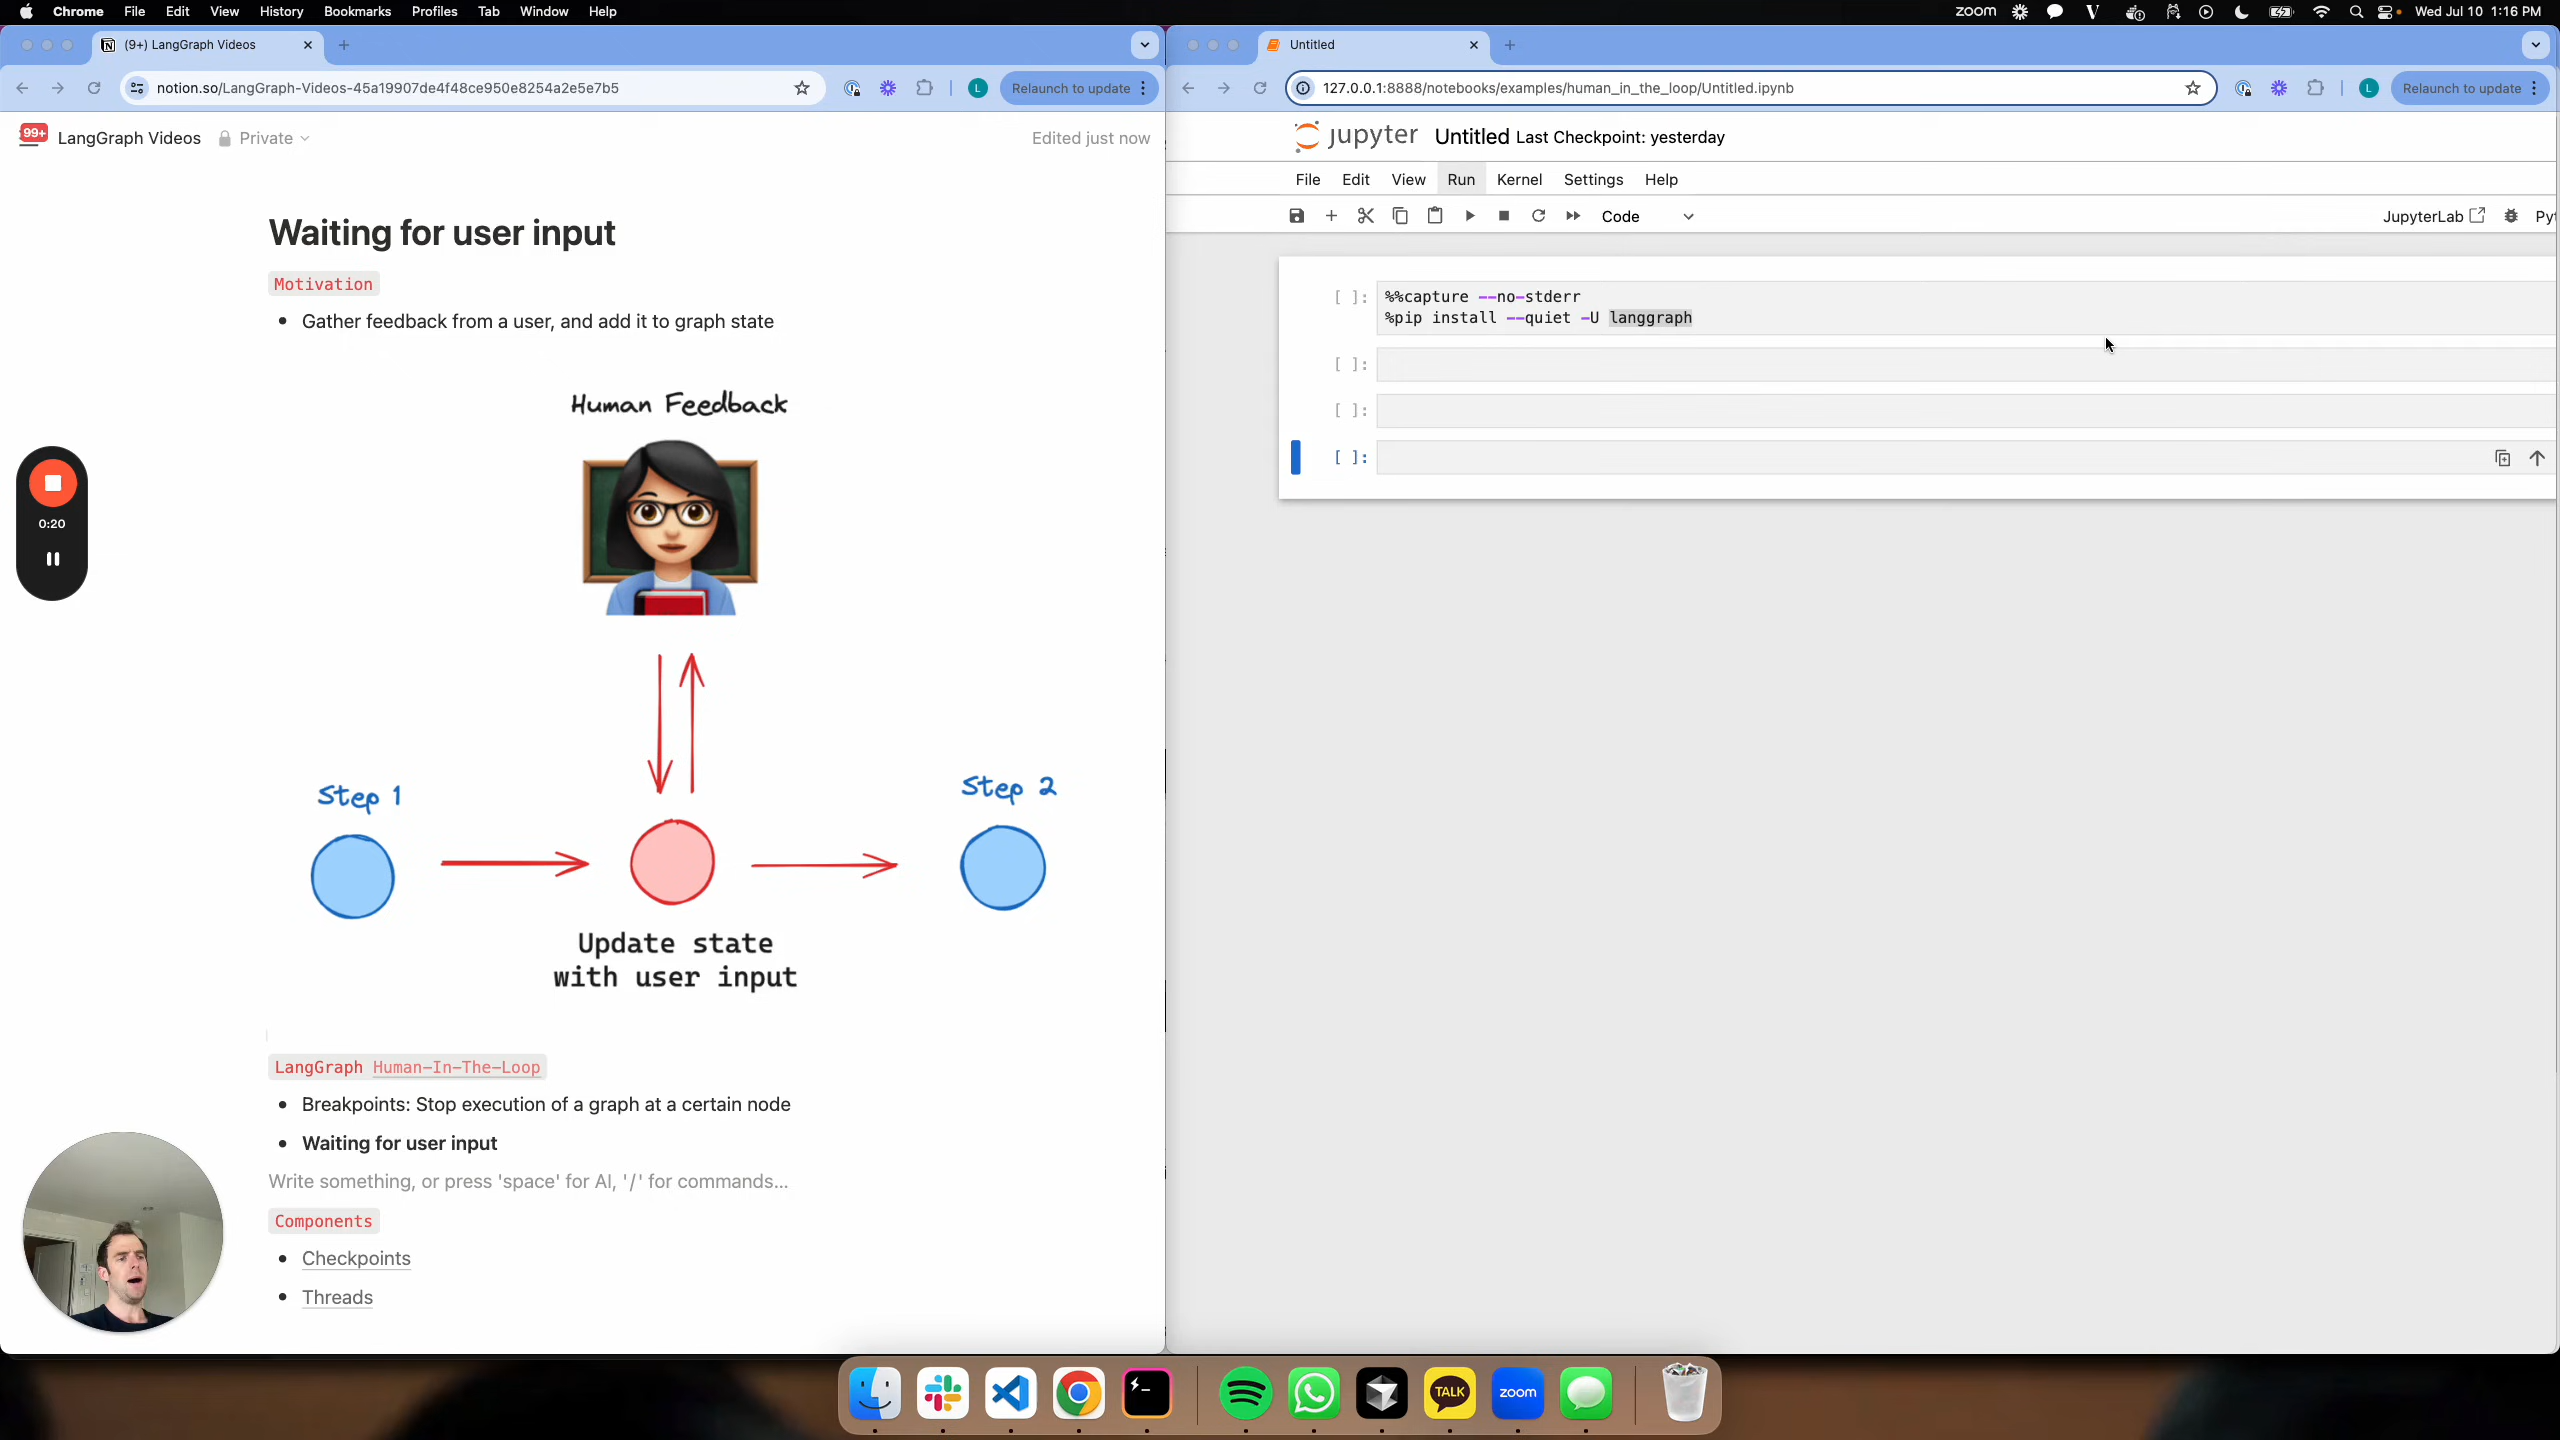 Chrome File Edit View History Bookmarks Profiles Tab Window Help
zoom Wed Jul 10 1:16 PM
(9+) LangGraph Videos
notion.so/LangGraph-Videos-45a19907de4f48ce950e8254a2e5e7b5
L
Relaunch to update
99+
LangGraph Videos
Private
Edited just now
Waiting for user input
Motivation
• Gather feedback from a user, and add it to graph state
Human Feedback
0:20
Step 1
Step 2
Update state
with user input
LangGraph Human-In-The-Loop
• Breakpoints: Stop execution of a graph at a certain node
• Waiting for user input
Write something, or press 'space' for AI, '/' for commands...
Components
• Checkpoints
• Threads
Untitled
127.0.0.1:8888/notebooks/examples/human_in_the_loop/Untitled.ipynb
L
Relaunch to update
jupyter Untitled Last Checkpoint: yesterday
File Edit View Run Kernel Settings Help
Code
JupyterLab
Pyt
[ ]: %%capture --no-stderr
%pip install --quiet -U langgraph
[ ]:
[ ]:
[ ]:
TALK
zoom